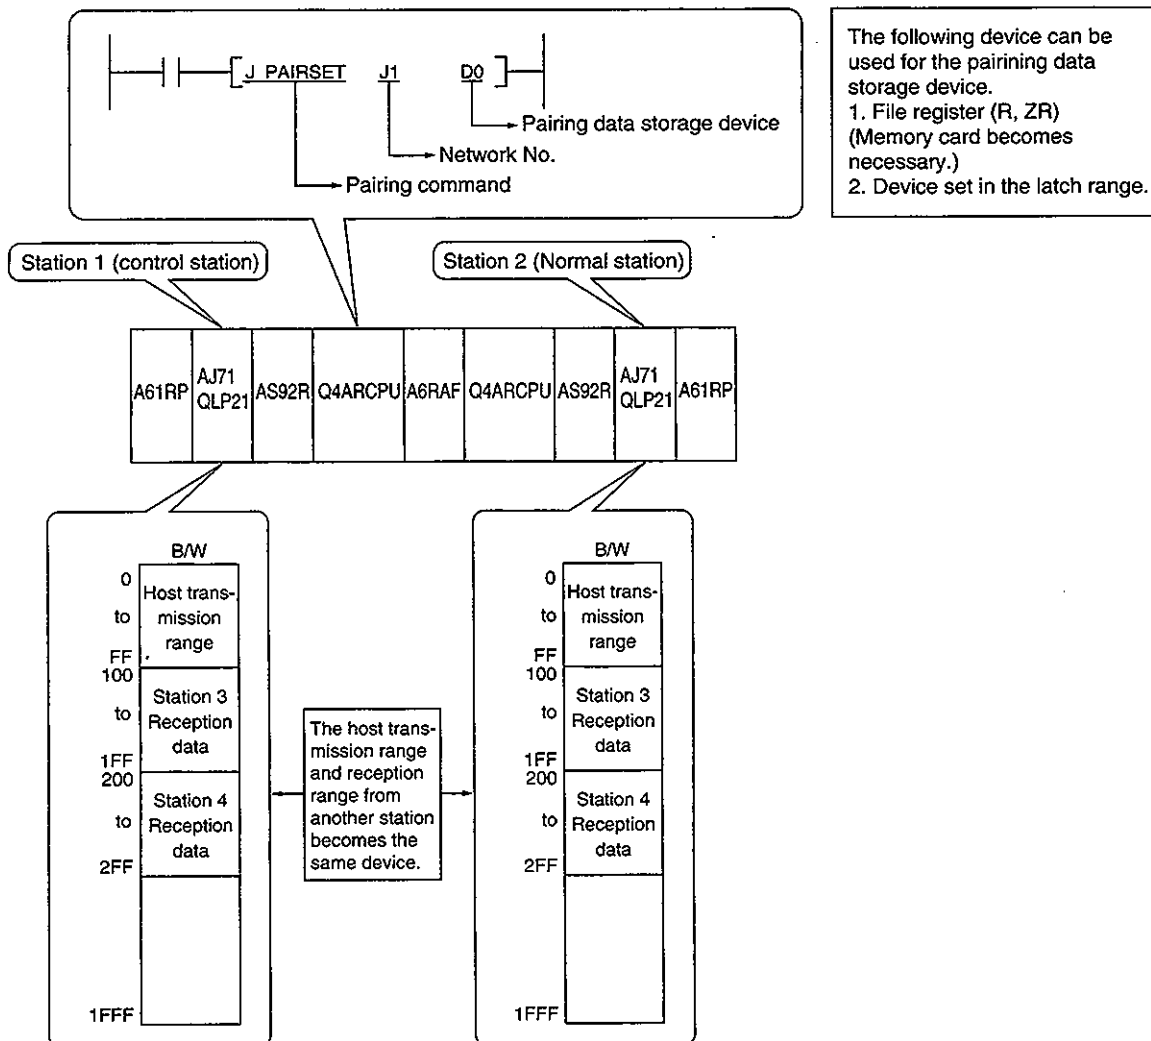 J PAIRSET J1 D0
Pairing data storage device
Network No.
Pairing command
The following device can be
used for the pairining data
storage device.
1. File register (R, ZR)
(Memory card becomes
necessary.)
2. Device set in the latch range.
Station 1 (control station)
Station 2 (Normal station)
A61RP
AJ71
QLP21
AS92R
Q4ARCPU
A6RAF
Q4ARCPU
AS92R
AJ71
QLP21
A61RP
B/W
0
to
FF
Host trans-
mission
range
100
to
1FF
Station 3
Reception
data
200
to
2FF
Station 4
Reception
data
1FFF
The host trans-
mission range
and reception
range from
another station
becomes the
same device.
B/W
0
to
FF
Host trans-
mission
range
100
to
1FF
Station 3
Reception
data
200
to
2FF
Station 4
Reception
data
1FFF